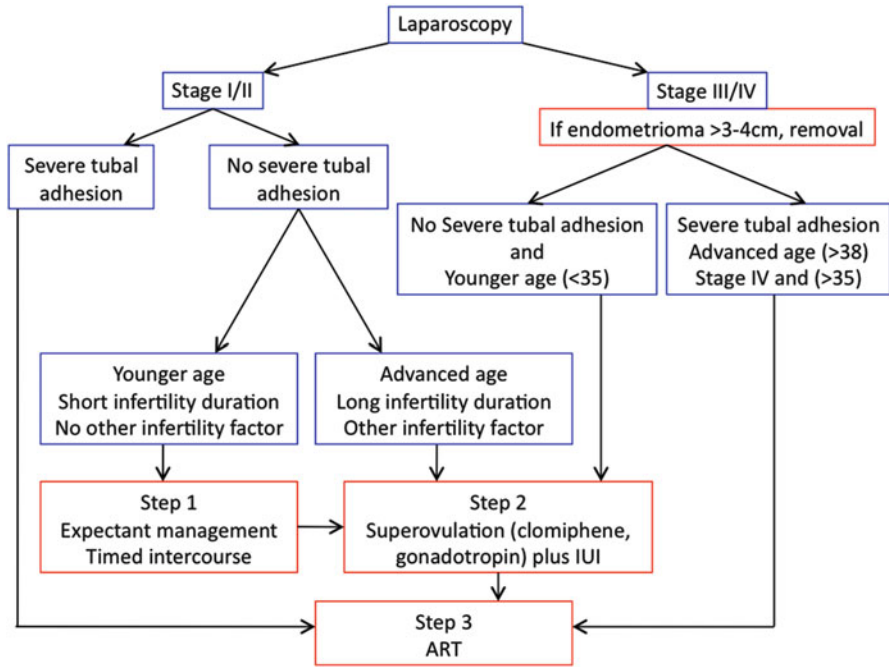 Laparoscopy
Stage I/II
Stage III/IV
If endometrioma >3-4cm, removal
Severe tubal
adhesion
No severe tubal
adhesion
No Severe tubal adhesion
and
Younger age (<35)
Severe tubal adhesion
Advanced age (>38)
Stage IV and (>35)
Younger age
Short infertility duration
No other infertility factor
Advanced age
Long infertility duration
Other infertility factor
Step 1
Expectant management
Timed intercourse
Step 2
Superovulation (clomiphene,
gonadotropin) plus IUI
Step 3
ART